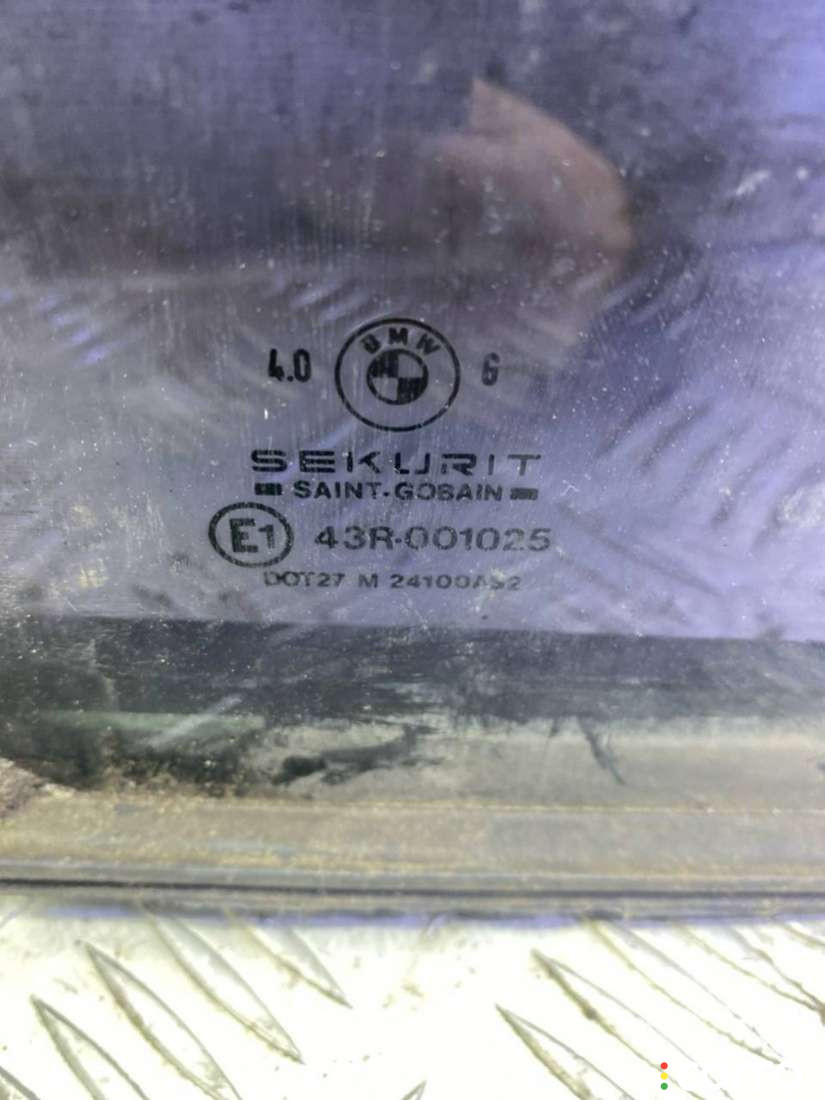 4.0 BMW G
SEKURIT
SAINT-GOBAIN
E1 43R-001025
DOT27 M 24100AS2